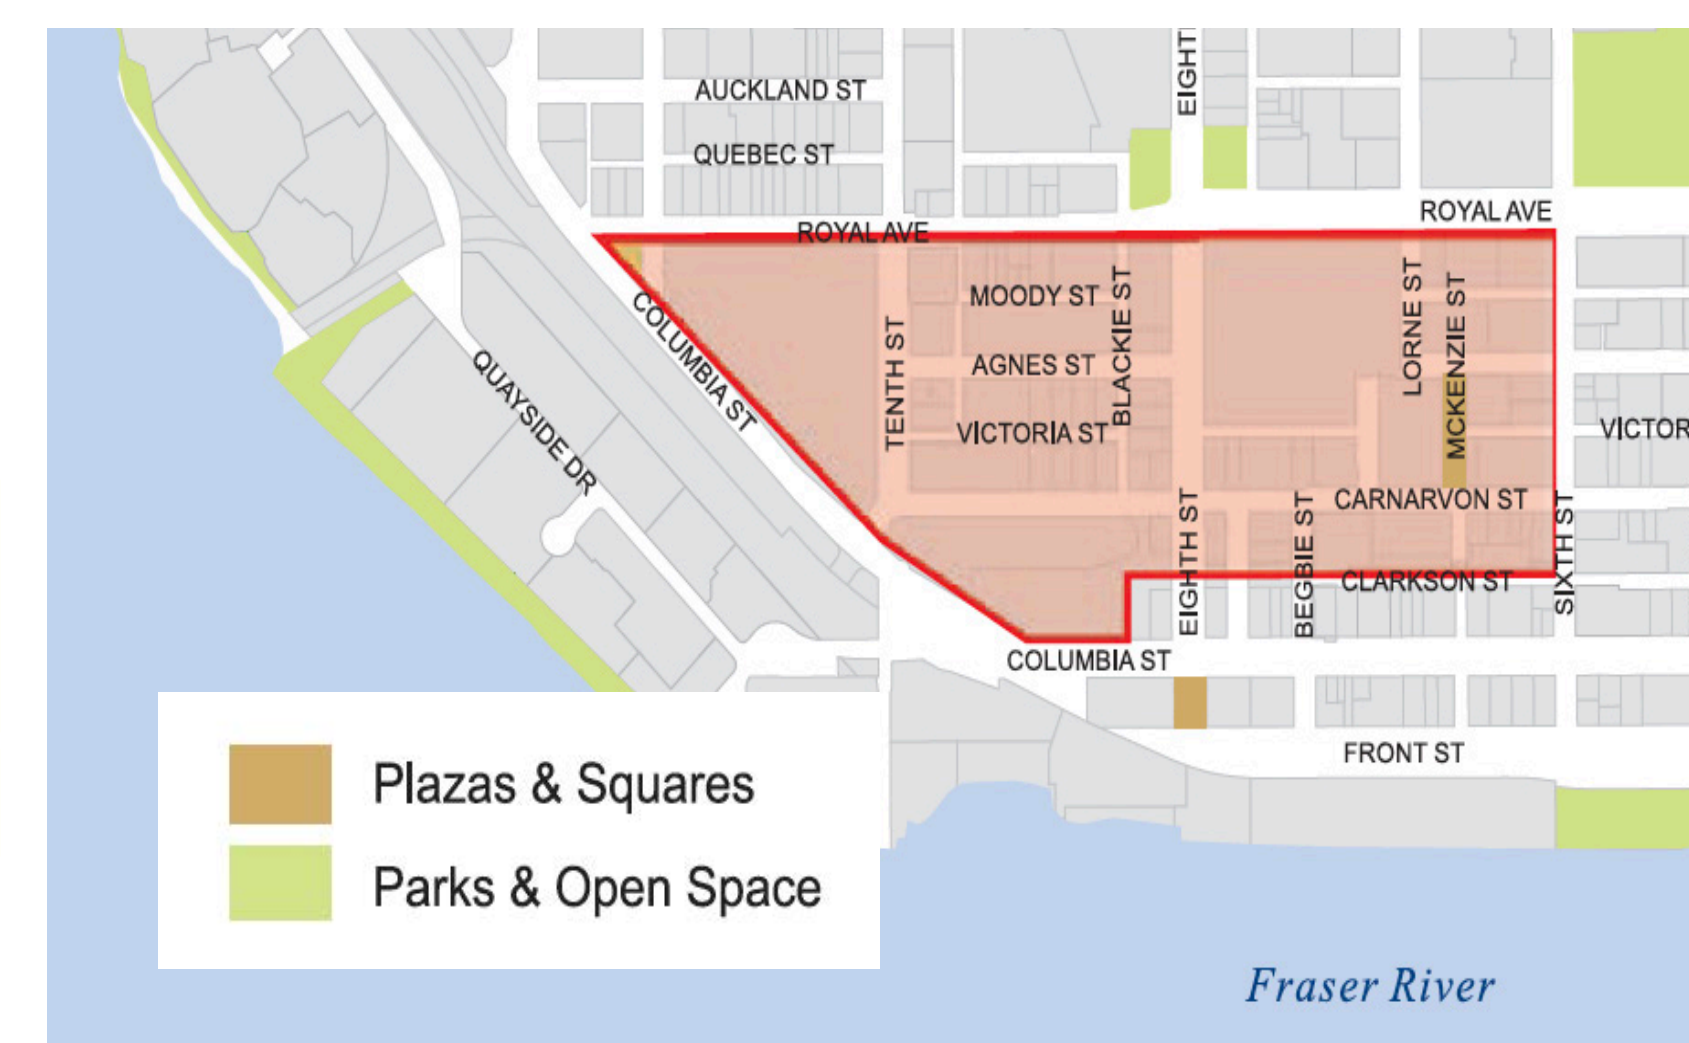 EIGHT
AUCKLAND ST
QUEBEC ST
ROYAL AVE
ROYAL AVE
COLUMBIA ST
QUAYSIDE DR
TENTH ST
MOODY ST
AGNES ST
VICTORIA ST
BLACKIE ST
LORNE ST
MCKENZIE ST
VICTOR
CARNARVON ST
EIGHTH ST
BEGBIE ST
CLARKSON ST
SIXTH ST
COLUMBIA ST
FRONT ST
Plazas & Squares
Parks & Open Space
Fraser River